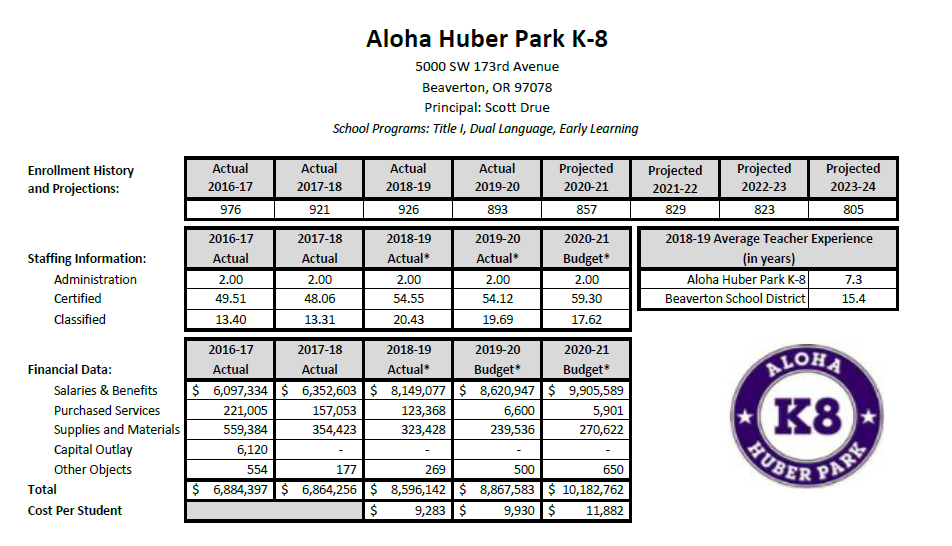 Aloha Huber Park K-8
5000 SW 173rd Avenue
Beaverton, OR 97078
Principal: Scott Drue
School Programs: Title I, Dual Language, Early Learning
Enrollment History and Projections:
Actual 2016-17 Actual 2017-18 Actual 2018-19 Actual 2019-20 Projected 2020-21 Projected 2021-22 Projected 2022-23 Projected 2023-24
976 921 926 893 857 829 823 805
Staffing Information:
2016-17 Actual 2017-18 Actual 2018-19 Actual* 2019-20 Actual* 2020-21 Budget*
Administration 2.00 2.00 2.00 2.00 2.00
Certified 49.51 48.06 54.55 54.12 59.30
Classified 13.40 13.31 20.43 19.69 17.62
2018-19 Average Teacher Experience
(in years)
Aloha Huber Park K-8 7.3
Beaverton School District 15.4
Financial Data:
2016-17 Actual 2017-18 Actual 2018-19 Actual* 2019-20 Budget* 2020-21 Budget*
Salaries & Benefits $ 6,097,334 $ 6,352,603 $ 8,149,077 $ 8,620,947 $ 9,905,589
Purchased Services 221,005 157,053 123,368 6,600 5,901
Supplies and Materials 559,384 354,423 323,428 239,536 270,622
Capital Outlay 6,120 - - - -
Other Objects 554 177 269 500 650
Total $ 6,884,397 $ 6,864,256 $ 8,596,142 $ 8,867,583 $ 10,182,762
Cost Per Student $ 9,283 $ 9,930 $ 11,882
ALOHA
K8
HUBER PARK